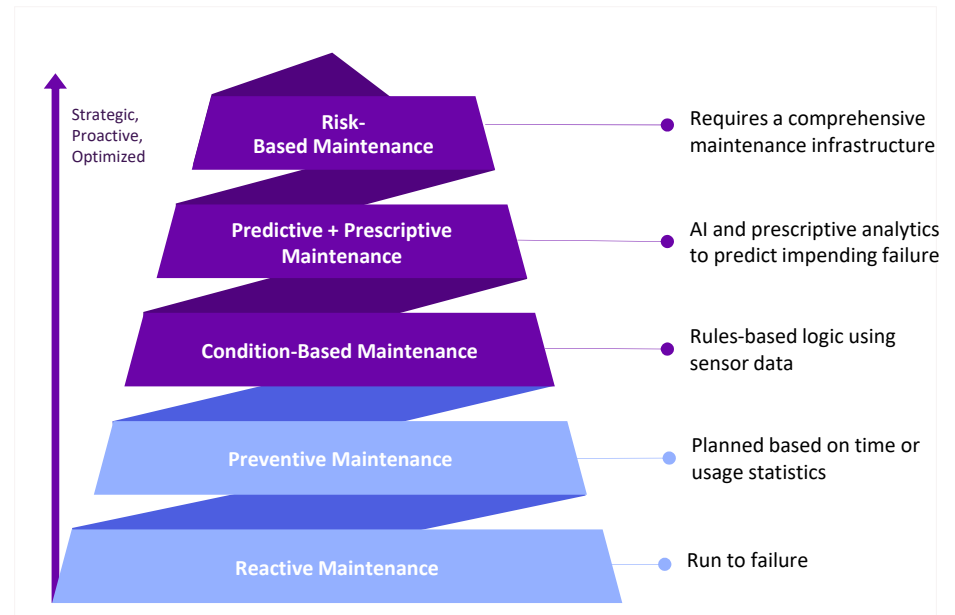 Strategic,
Proactive,
Optimized
Risk-
Based Maintenance
Requires a comprehensive
maintenance infrastructure
Predictive + Prescriptive
Maintenance
AI and prescriptive analytics
to predict impending failure
Condition-Based Maintenance
Rules-based logic using
sensor data
Preventive Maintenance
Planned based on time or
usage statistics
Reactive Maintenance
Run to failure